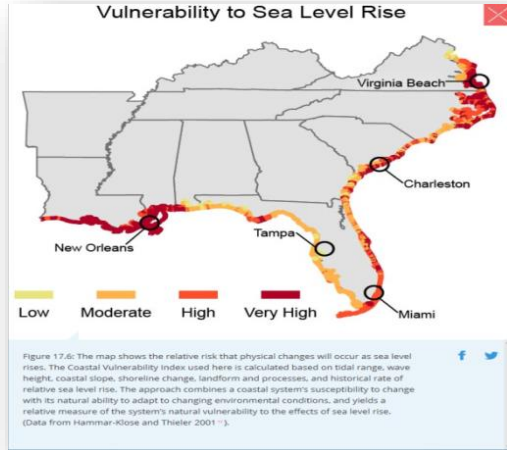 Vulnerability to Sea Level Rise
Virginia Beach
Charleston
Tampa
New Orleans
Miami
Low Moderate High Very High
Figure 17.6: The map shows the relative risk that physical changes will occur as sea level
rises. The Coastal Vulnerability Index used here is calculated based on tidal range, wave
height, coastal slope, shoreline change, landform and processes, and historical rate of
relative sea level rise. The approach combines a coastal system's susceptibility to change
with its natural ability to adapt to changing environmental conditions, and yields a
relative measure of the system's natural vulnerability to the effects of sea level rise.
(Data from Hammar-Klose and Thieler 2001).